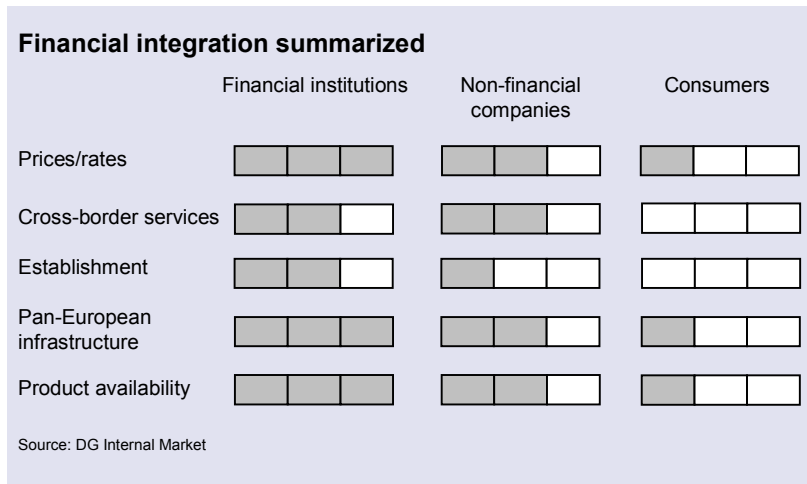 Financial integration summarized
Financial institutions
Non-financial
companies
Consumers
Prices/rates
Cross-border services
Establishment
Pan-European
infrastructure
Product availability
Source: DG Internal Market